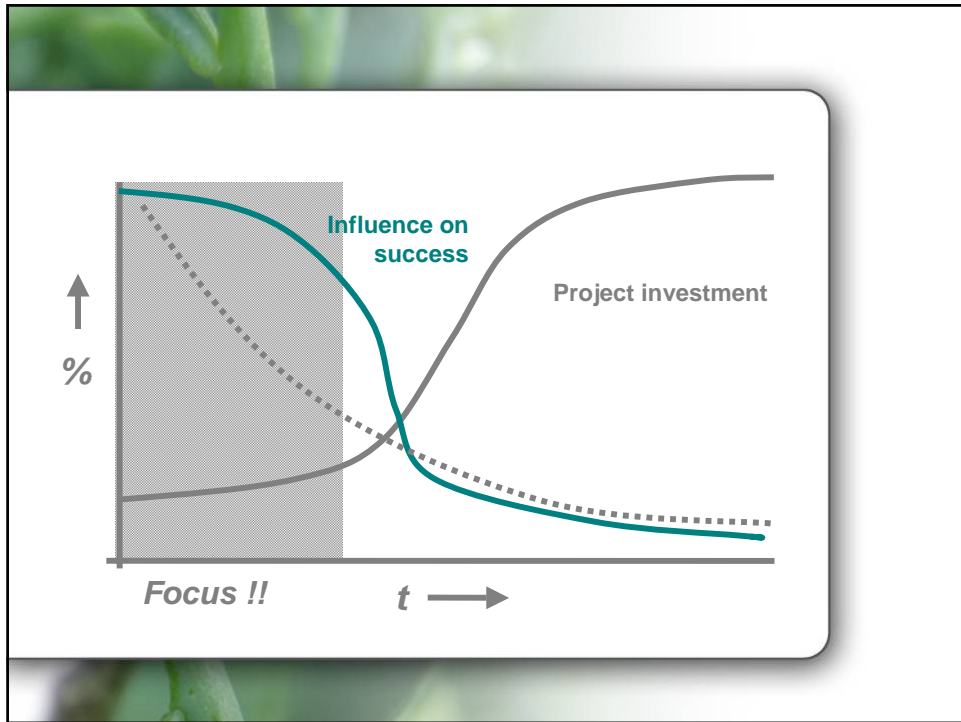 Influence on
success
Project investment
%
Focus !!
t